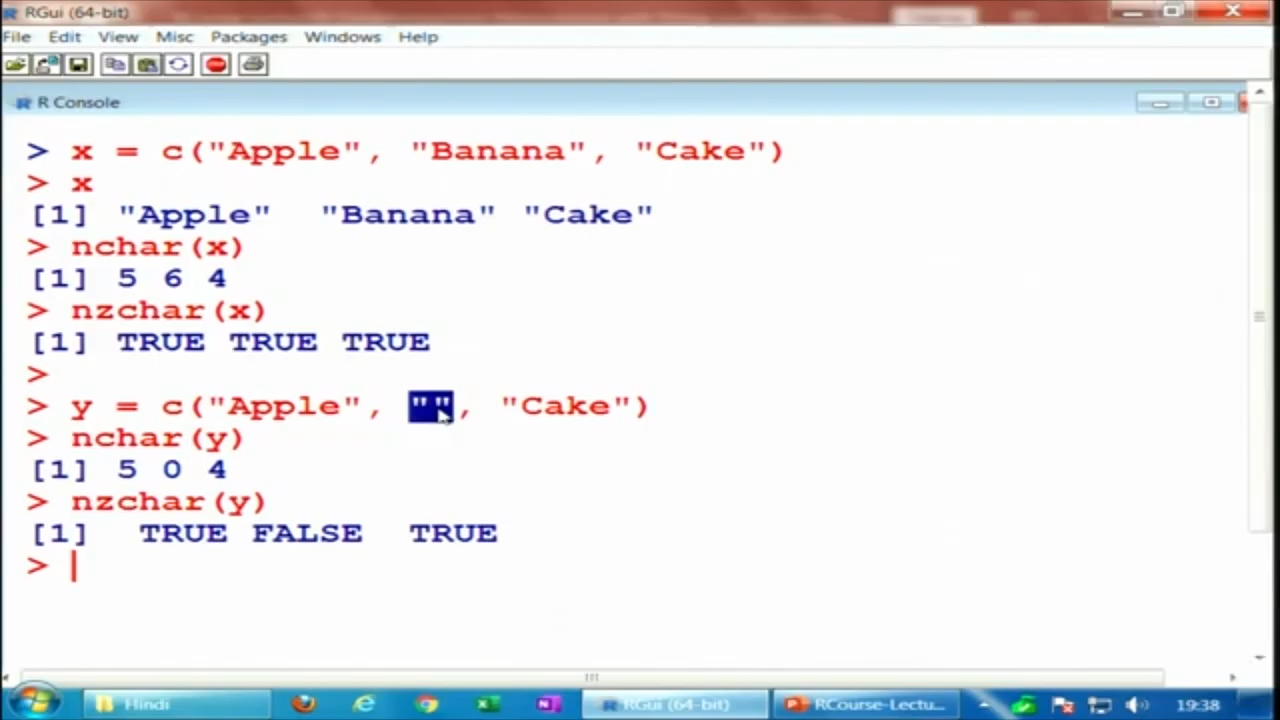 RGui (64-bit)
File Edit View Misc Packages Windows Help
R Console
> x = c("Apple", "Banana", "Cake")
> x
[1] "Apple"  "Banana" "Cake"
> nchar(x)
[1] 5 6 4
> nzchar(x)
[1] TRUE TRUE TRUE
>
> y = c("Apple", "", "Cake")
> nchar(y)
[1] 5 0 4
> nzchar(y)
[1]  TRUE FALSE  TRUE
>
Hindi RGui (64-bit) RCourse-Lectu... 19:38